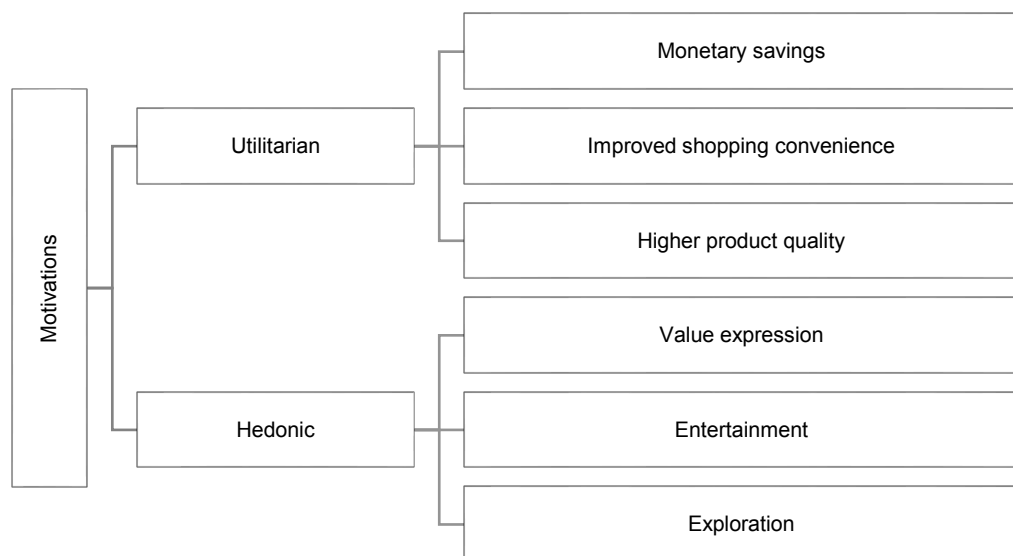 Motivations
Utilitarian
Monetary savings
Improved shopping convenience
Higher product quality
Hedonic
Value expression
Entertainment
Exploration